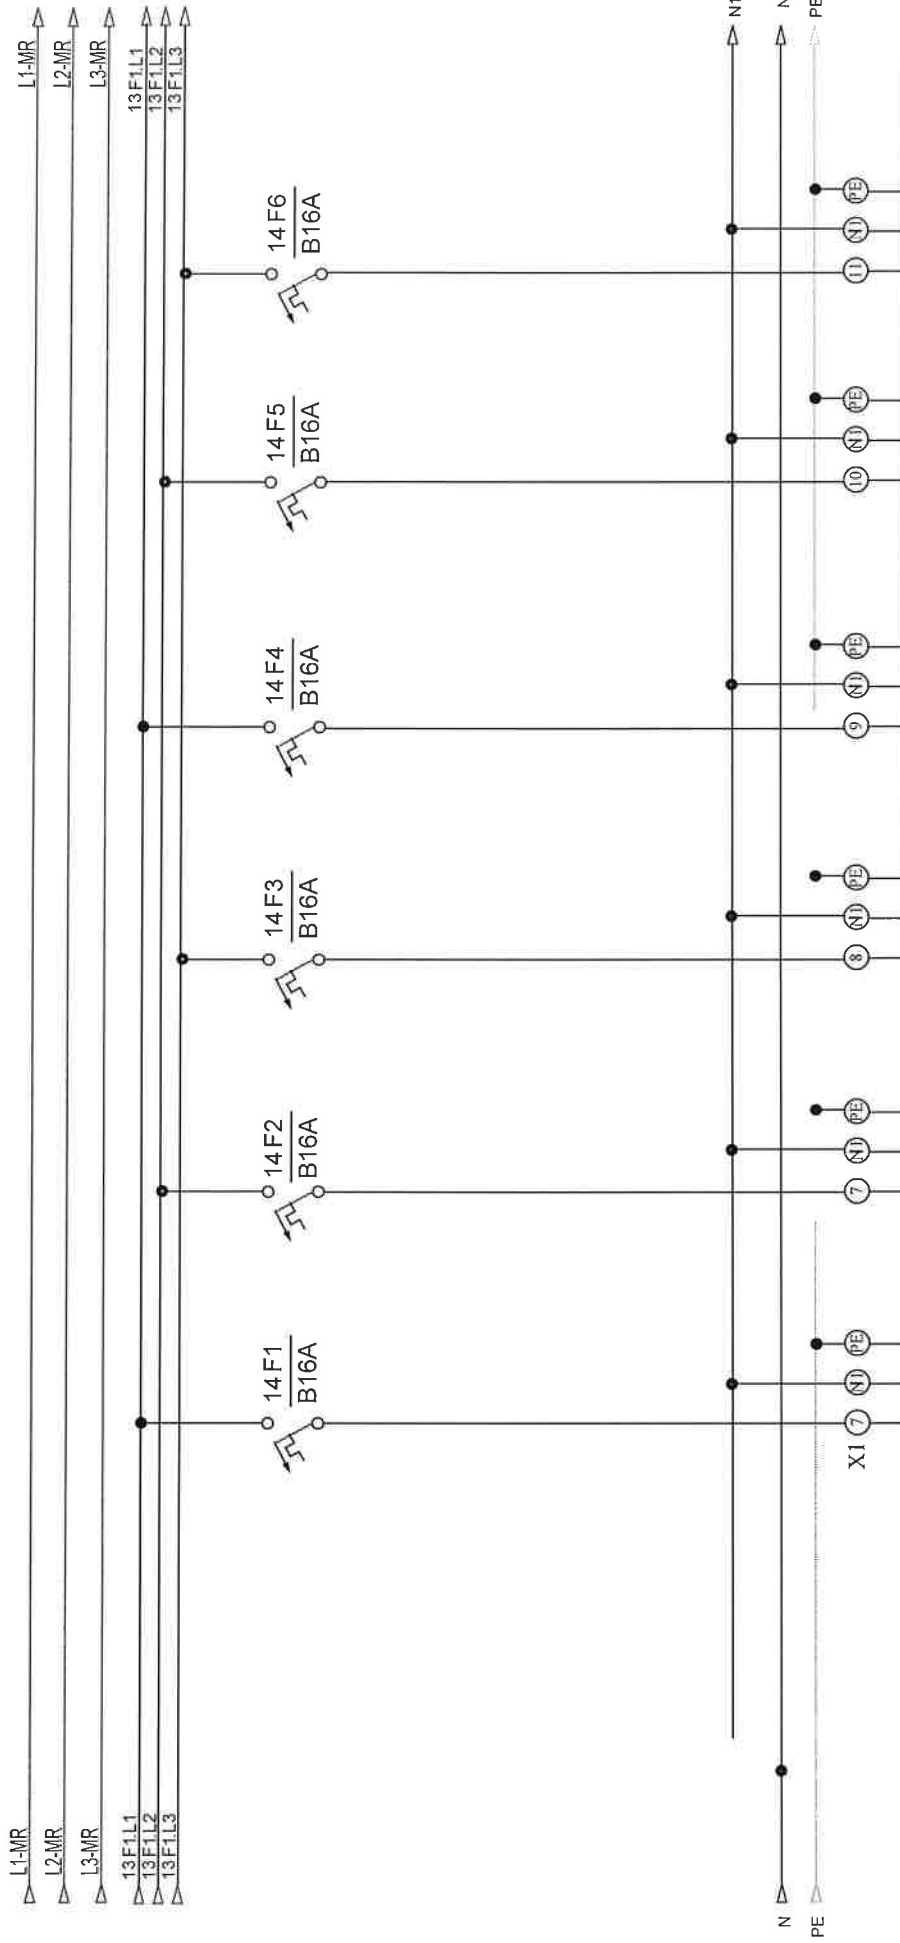 L1-MR L1-MR
L2-MR L2-MR
L3-MR L3-MR
13F1.L1 13F1.L1
13F1.L2 13F1.L2
13F1.L3 13F1.L3
14F1 14F2 14F3 14F4 14F5 14F6
B16A B16A B16A B16A B16A B16A
N1
N N
PE PE
X1 7 N1 PE 7 N1 PE 8 N1 PE 9 N1 PE 10 N1 PE 11 N1 PE